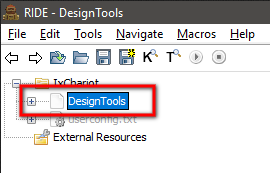 RIDE - DesignTools
File Edit Tools Navigate Macros Help
K T
IxChariot
DesignTools
userconfig.txt
External Resources